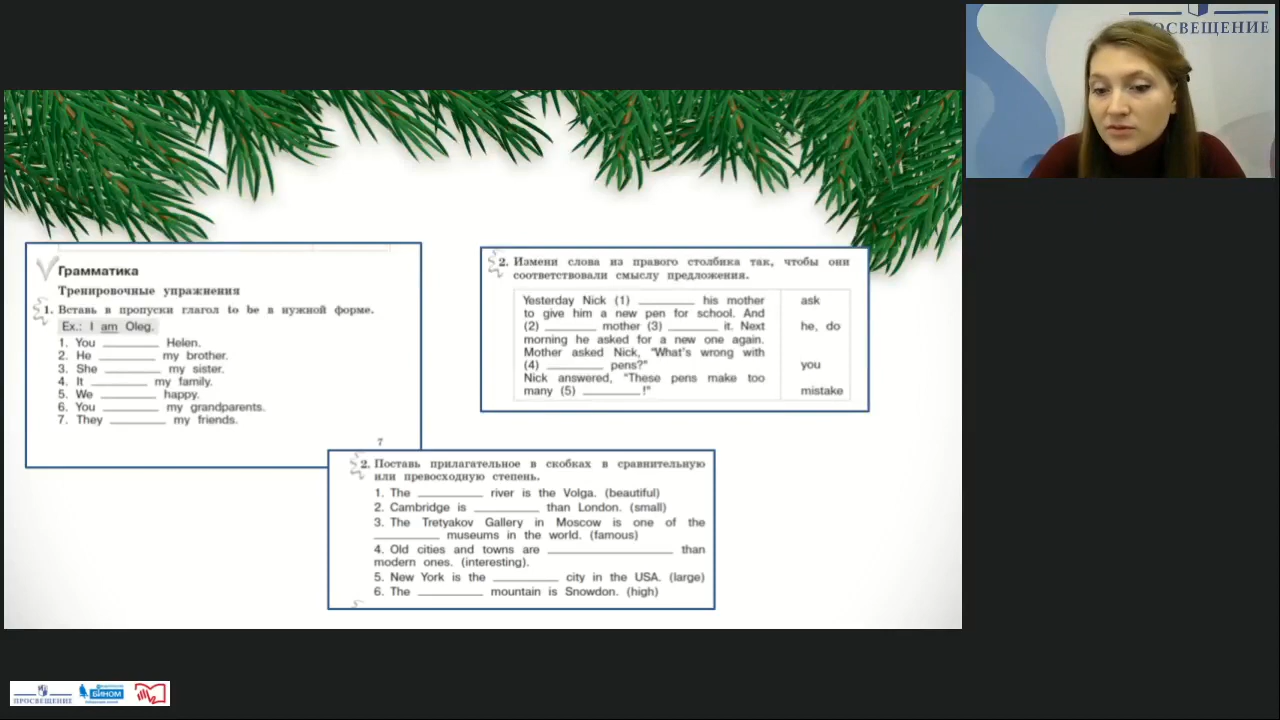 ПРОСВЕЩЕНИЕ
Грамматика
Тренировочные упражнения
1. Вставь в пропуски глагол to be в нужной форме.
Ex.: I am Oleg.
1. You ________ Helen.
2. He ________ my brother.
3. She ________ my sister.
4. It ________ my family.
5. We ________ happy.
6. You ________ my grandparents.
7. They ________ my friends.
7
2. Измени слова из правого столбика так, чтобы они
соответствовали смыслу предложения.
Yesterday Nick (1) ________ his mother ask
to give him a new pen for school. And
(2) ________ mother (3) ________ it. Next he, do
morning he asked for a new one again.
Mother asked Nick, "What's wrong with
(4) ________ pens?" you
Nick answered, "These pens make too
many (5) ________!" mistake
2. Поставь прилагательное в скобках в сравнительную
или превосходную степень.
1. The ________ river is the Volga. (beautiful)
2. Cambridge is ________ than London. (small)
3. The Tretyakov Gallery in Moscow is one of the
________ museums in the world. (famous)
4. Old cities and towns are ________ than
modern ones. (interesting).
5. New York is the ________ city in the USA. (large)
6. The ________ mountain is Snowdon. (high)
ПРОСВЕЩЕНИЕ
БИНОМ